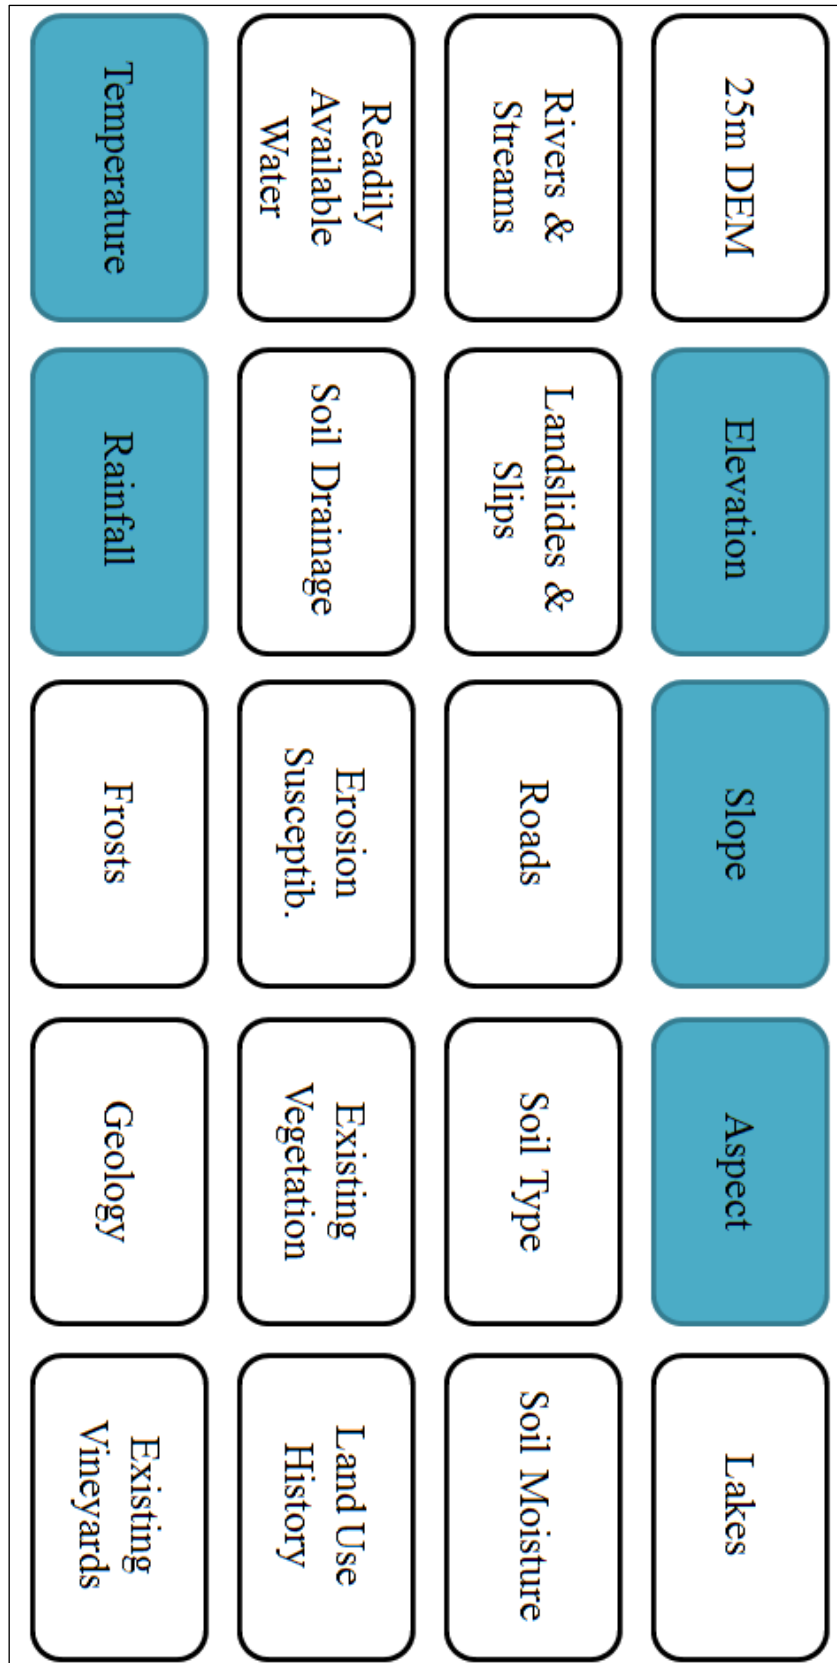 25m DEM
Elevation
Slope
Aspect
Lakes
Rivers &
Streams
Landslides &
Slips
Roads
Soil Type
Soil Moisture
Readily
Available
Water
Soil Drainage
Erosion
Susceptib.
Existing
Vegetation
Land Use
History
Temperature
Rainfall
Frosts
Geology
Existing
Vineyards